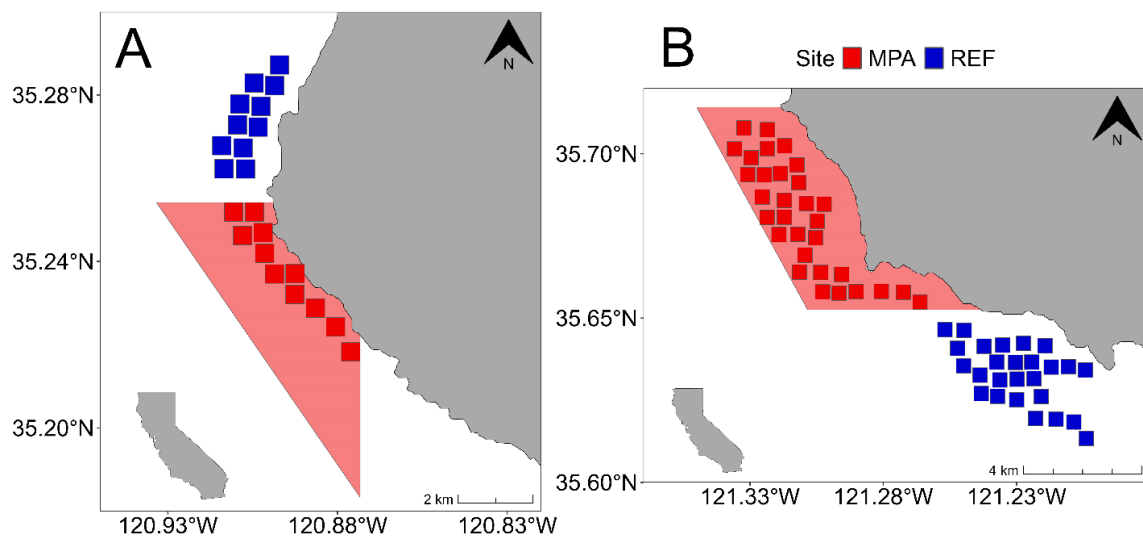 A
N
35.28°N
35.24°N
35.20°N
2 km
120.93°W 120.88°W 120.83°W
B
Site MPA REF
N
35.70°N
35.65°N
35.60°N
4 km
121.33°W 121.28°W 121.23°W